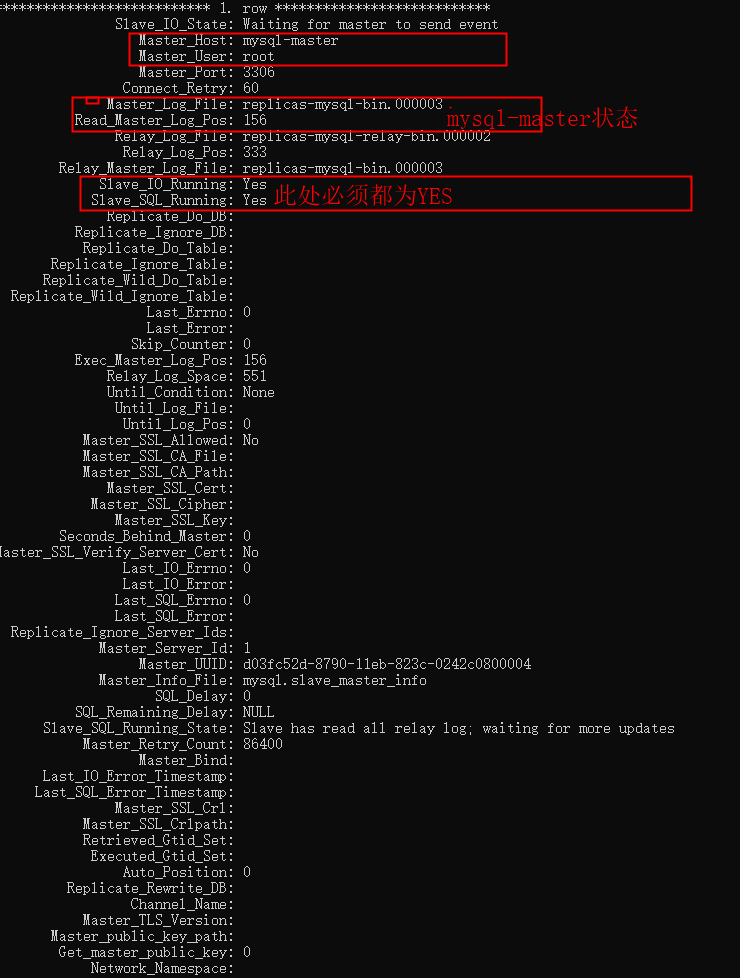 *************************** 1. row ***************************
Slave_IO_State: Waiting for master to send event
Master_Host: mysql-master
Master_User: root
Master_Port: 3306
Connect_Retry: 60
Master_Log_File: replicas-mysql-bin.000003
Read_Master_Log_Pos: 156
mysql-master状态
Relay_Log_File: replicas-mysql-relay-bin.000002
Relay_Log_Pos: 333
Relay_Master_Log_File: replicas-mysql-bin.000003
Slave_IO_Running: Yes
Slave_SQL_Running: Yes
此处必须都为YES
Replicate_Do_DB:
Replicate_Ignore_DB:
Replicate_Do_Table:
Replicate_Ignore_Table:
Replicate_Wild_Do_Table:
Replicate_Wild_Ignore_Table:
Last_Errno: 0
Last_Error:
Skip_Counter: 0
Exec_Master_Log_Pos: 156
Relay_Log_Space: 551
Until_Condition: None
Until_Log_File:
Until_Log_Pos: 0
Master_SSL_Allowed: No
Master_SSL_CA_File:
Master_SSL_CA_Path:
Master_SSL_Cert:
Master_SSL_Cipher:
Master_SSL_Key:
Seconds_Behind_Master: 0
Master_SSL_Verify_Server_Cert: No
Last_IO_Errno: 0
Last_IO_Error:
Last_SQL_Errno: 0
Last_SQL_Error:
Replicate_Ignore_Server_Ids:
Master_Server_Id: 1
Master_UUID: d03fc52d-8790-11eb-823c-0242c0800004
Master_Info_File: mysql.slave_master_info
SQL_Delay: 0
SQL_Remaining_Delay: NULL
Slave_SQL_Running_State: Slave has read all relay log; waiting for more updates
Master_Retry_Count: 86400
Master_Bind:
Last_IO_Error_Timestamp:
Last_SQL_Error_Timestamp:
Master_SSL_Crl:
Master_SSL_Crlpath:
Retrieved_Gtid_Set:
Executed_Gtid_Set:
Auto_Position: 0
Replicate_Rewrite_DB:
Channel_Name:
Master_TLS_Version:
Master_public_key_path:
Get_master_public_key: 0
Network_Namespace: